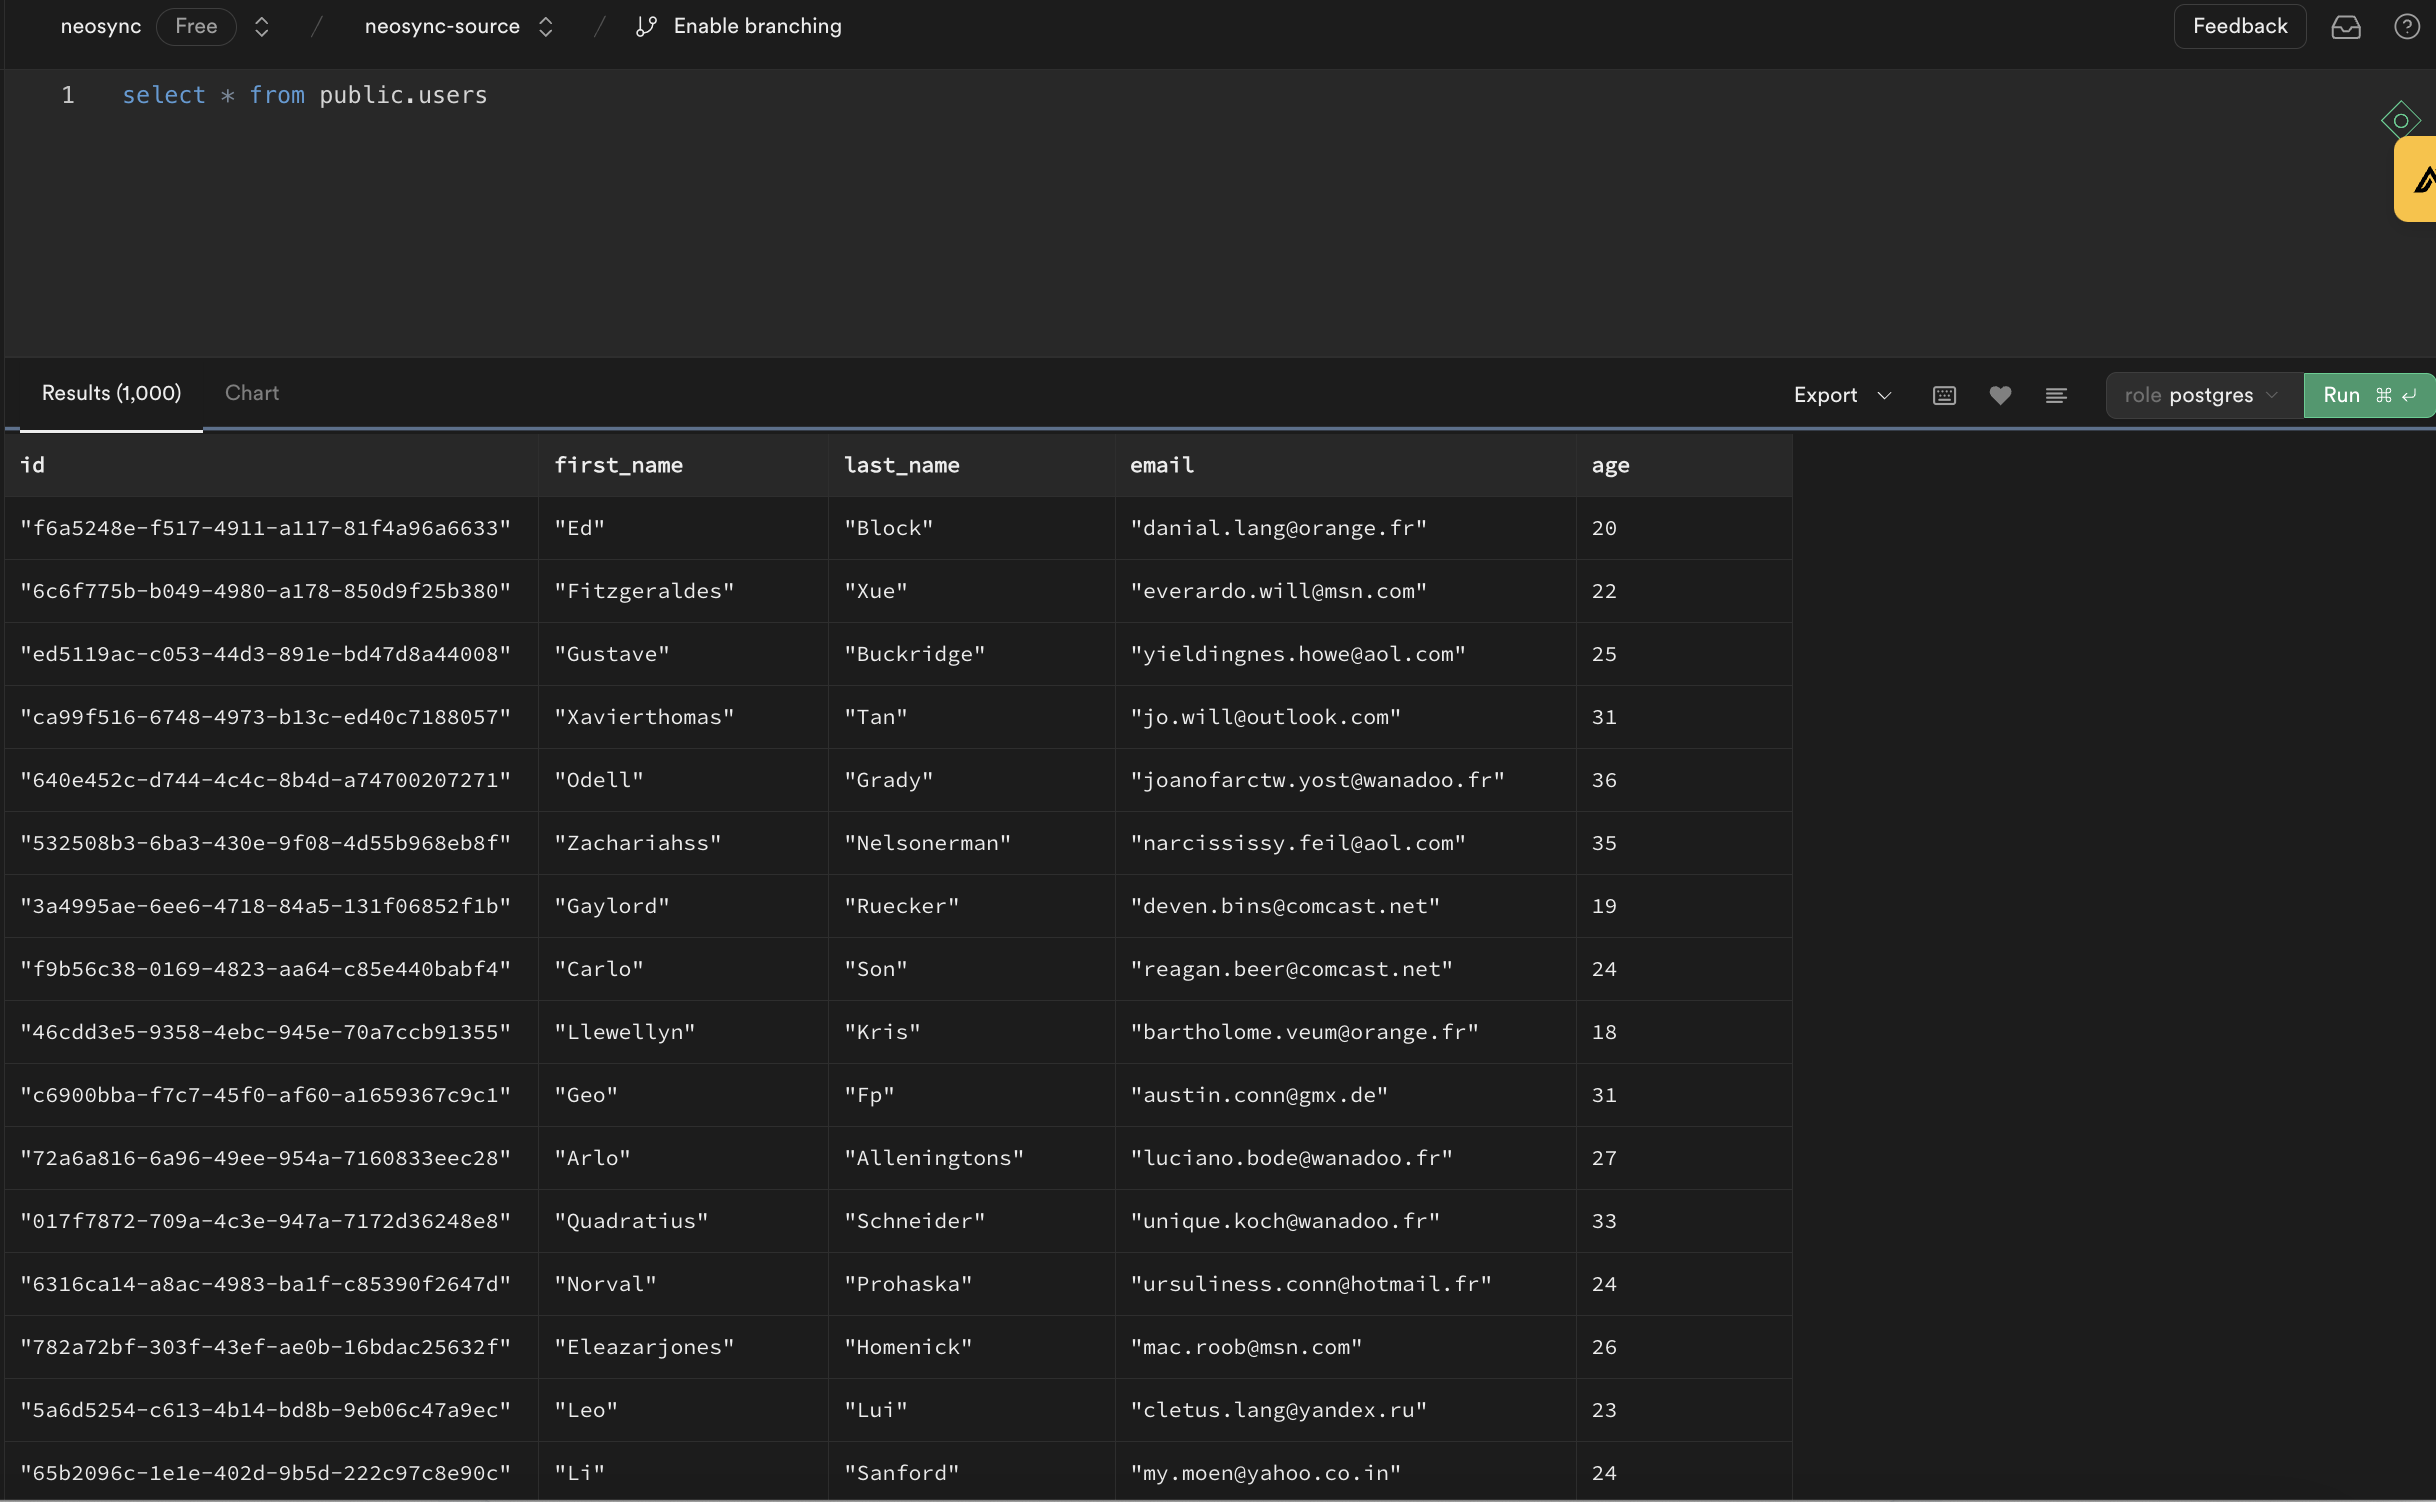 neosync Free / neosync-source / Enable branching Feedback
1 select * from public.users
Results (1,000) Chart Export role postgres Run ⌘ ↵
id first_name last_name email age
"f6a5248e-f517-4911-a117-81f4a96a6633" "Ed" "Block" "danial.lang@orange.fr" 20
"6c6f775b-b049-4980-a178-850d9f25b380" "Fitzgeraldes" "Xue" "everardo.will@msn.com" 22
"ed5119ac-c053-44d3-891e-bd47d8a44008" "Gustave" "Buckridge" "yieldingnes.howe@aol.com" 25
"ca99f516-6748-4973-b13c-ed40c7188057" "Xavierthomas" "Tan" "jo.will@outlook.com" 31
"640e452c-d744-4c4c-8b4d-a74700207271" "Odell" "Grady" "joanofarctw.yost@wanadoo.fr" 36
"532508b3-6ba3-430e-9f08-4d55b968eb8f" "Zachariahss" "Nelsonerman" "narcississy.feil@aol.com" 35
"3a4995ae-6ee6-4718-84a5-131f06852f1b" "Gaylord" "Ruecker" "deven.bins@comcast.net" 19
"f9b56c38-0169-4823-aa64-c85e440babf4" "Carlo" "Son" "reagan.beer@comcast.net" 24
"46cdd3e5-9358-4ebc-945e-70a7ccb91355" "Llewellyn" "Kris" "bartholome.veum@orange.fr" 18
"c6900bba-f7c7-45f0-af60-a1659367c9c1" "Geo" "Fp" "austin.conn@gmx.de" 31
"72a6a816-6a96-49ee-954a-7160833eec28" "Arlo" "Alleningtons" "luciano.bode@wanadoo.fr" 27
"017f7872-709a-4c3e-947a-7172d36248e8" "Quadratius" "Schneider" "unique.koch@wanadoo.fr" 33
"6316ca14-a8ac-4983-ba1f-c85390f2647d" "Norval" "Prohaska" "ursuliness.conn@hotmail.fr" 24
"782a72bf-303f-43ef-ae0b-16bdac25632f" "Eleazarjones" "Homenick" "mac.roob@msn.com" 26
"5a6d5254-c613-4b14-bd8b-9eb06c47a9ec" "Leo" "Lui" "cletus.lang@yandex.ru" 23
"65b2096c-1e1e-402d-9b5d-222c97c8e90c" "Li" "Sanford" "my.moen@yahoo.co.in" 24